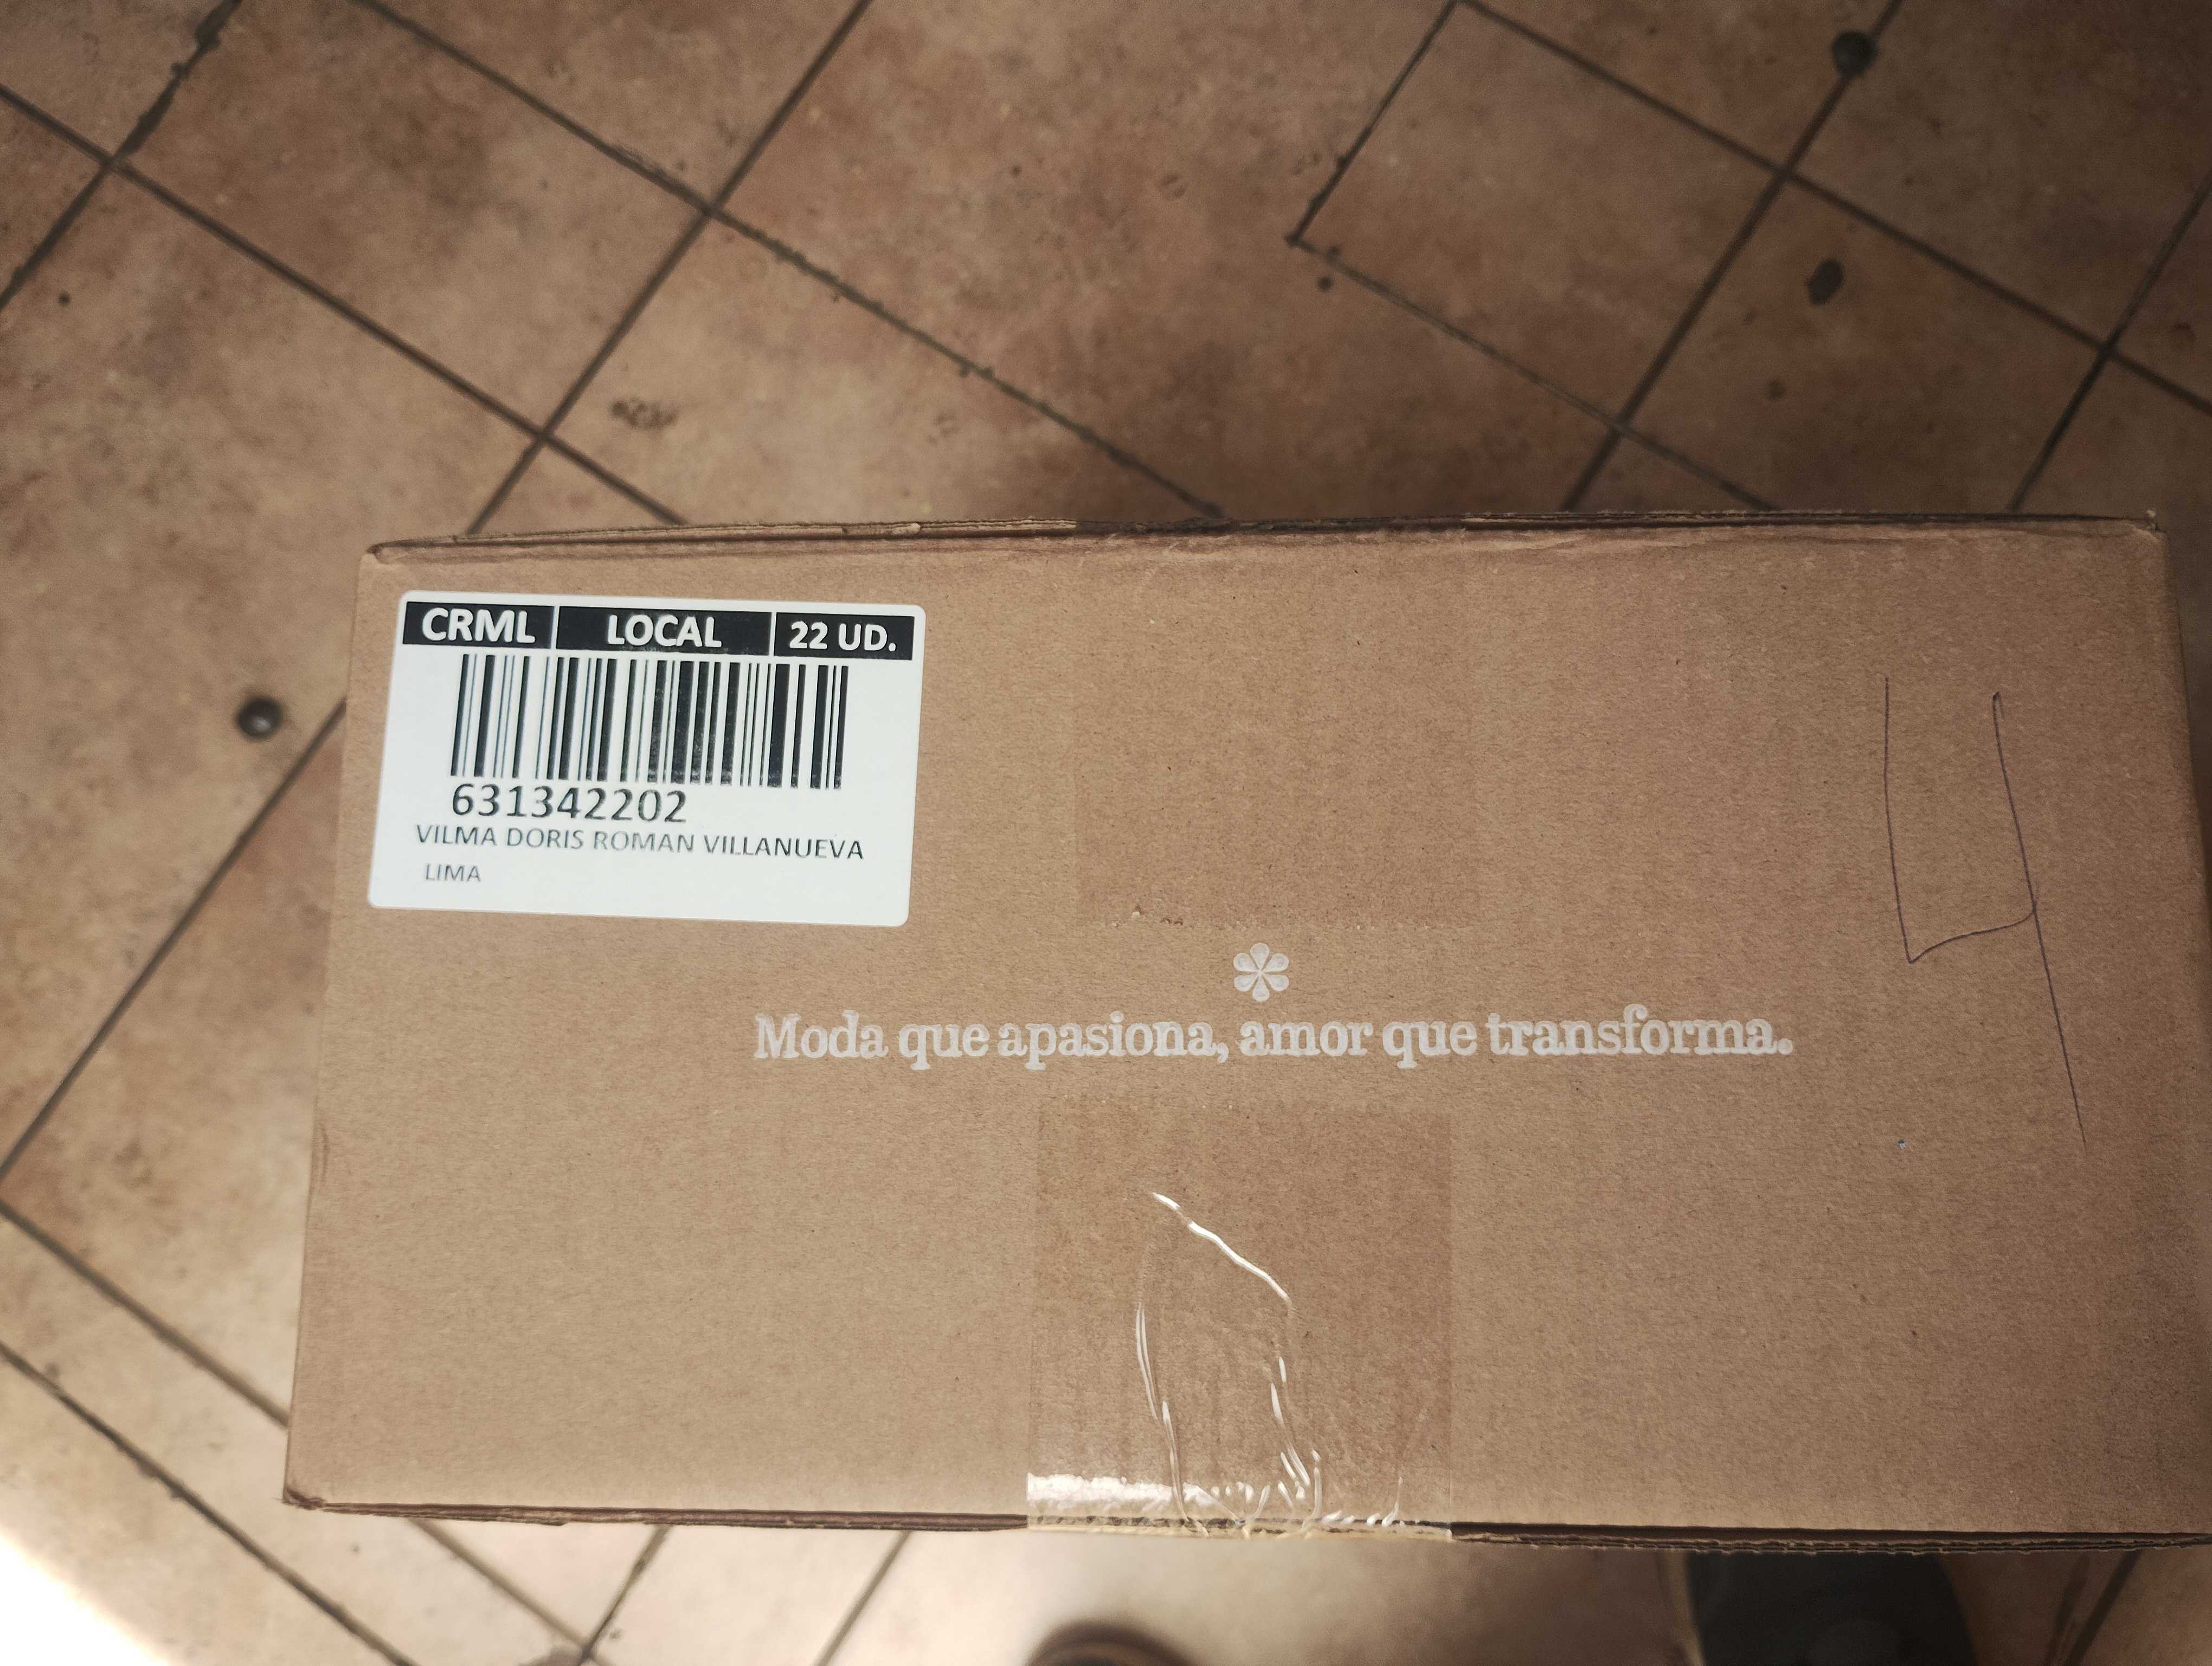 CRML LOCAL 22 UD.
631342202
VILMA DORIS ROMAN VILLANUEVA
LIMA
4
Moda que apasiona, amor que transforma.